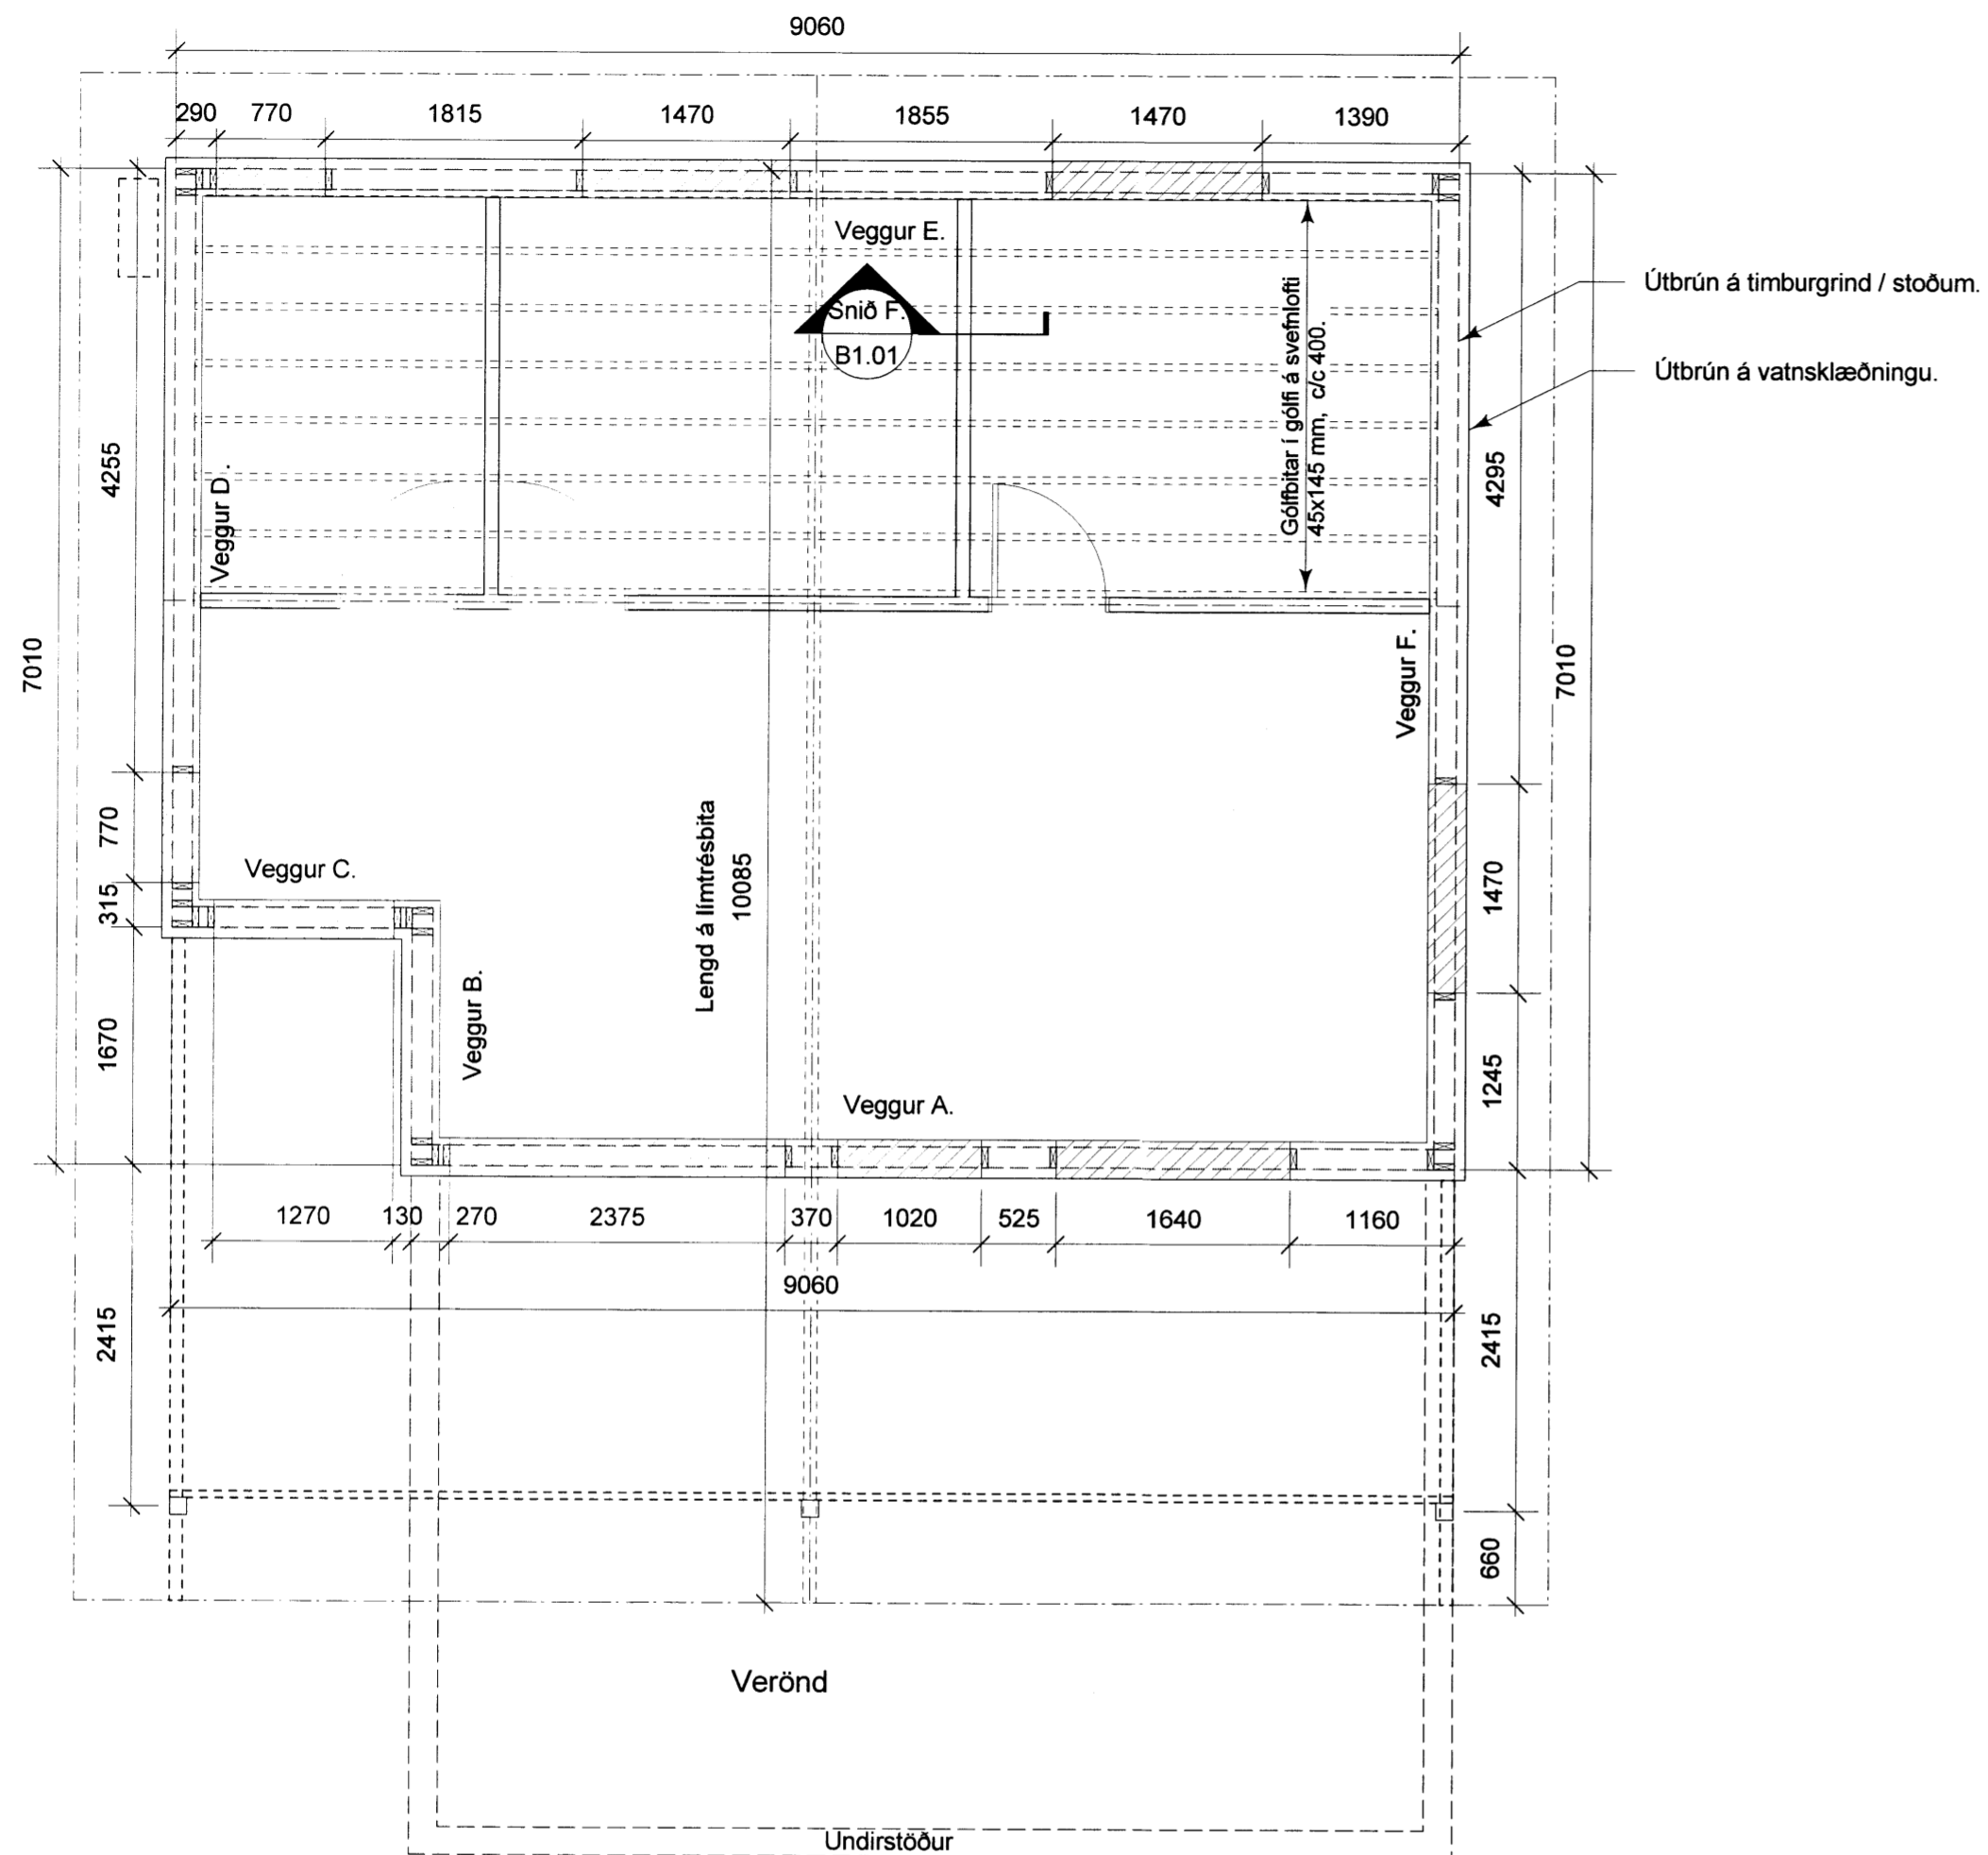 9060
290 770 1815 1470 1855 1470 1390
Veggur E.
Snið F.
B1.01
Útbrún á timburgrind / stoðum.
Útbrún á vatnsklæðningu.
Gólfbitar í gólfi á svefnlofti
45x145 mm, c/c 400.
4255
4295
Veggur D.
7010
7010
Veggur F.
770
315
Veggur C.
Lengd á límtrésbita
10085
1470
1670
Veggur B.
1245
Veggur A.
1270 130 270 2375 370 1020 525 1640 1160
9060
2415
2415
660
Verönd
Undirstöður